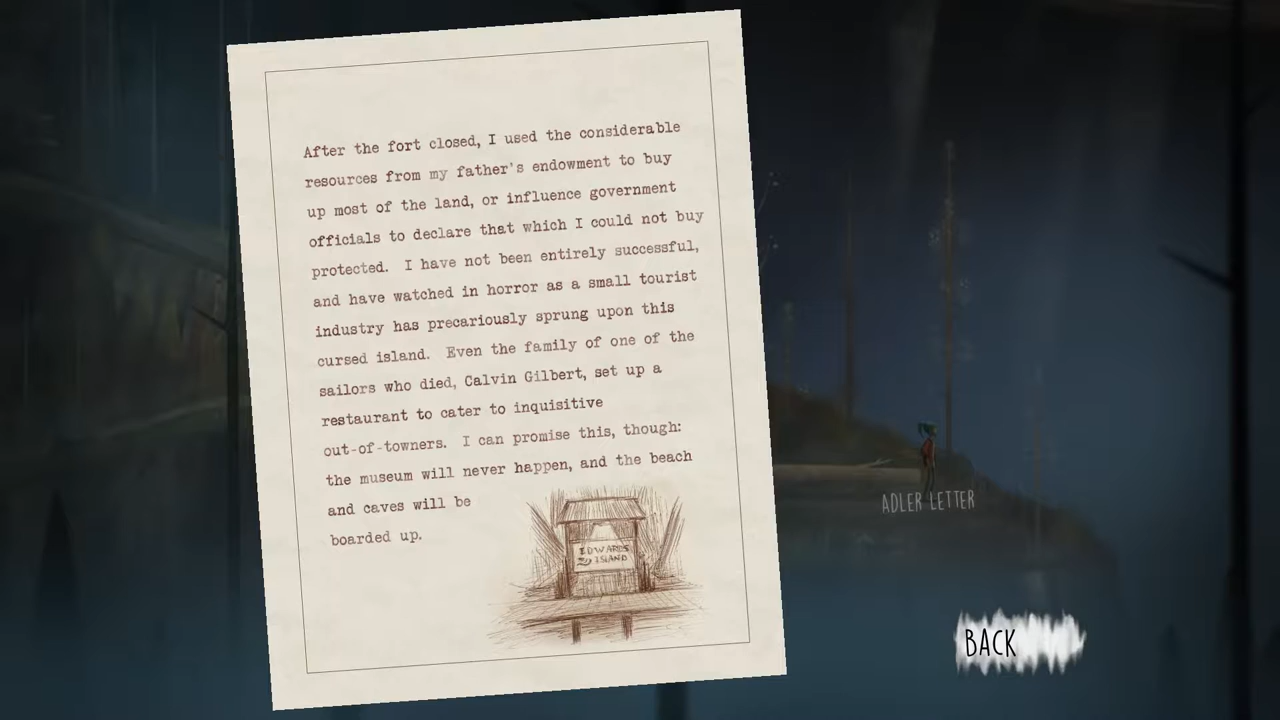 After the fort closed, I used the considerable
resources from my father's endowment to buy
up most of the land, or influence government
officials to declare that which I could not buy
protected.  I have not been entirely successful,
and have watched in horror as a small tourist
industry has precariously sprung upon this
cursed island.  Even the family of one of the
sailors who died, Calvin Gilbert, set up a
restaurant to cater to inquisitive
out-of-towners.  I can promise this, though:
the museum will never happen, and the beach
and caves will be
boarded up.
EDWARDS
ISLAND
ADLER LETTER
BACK